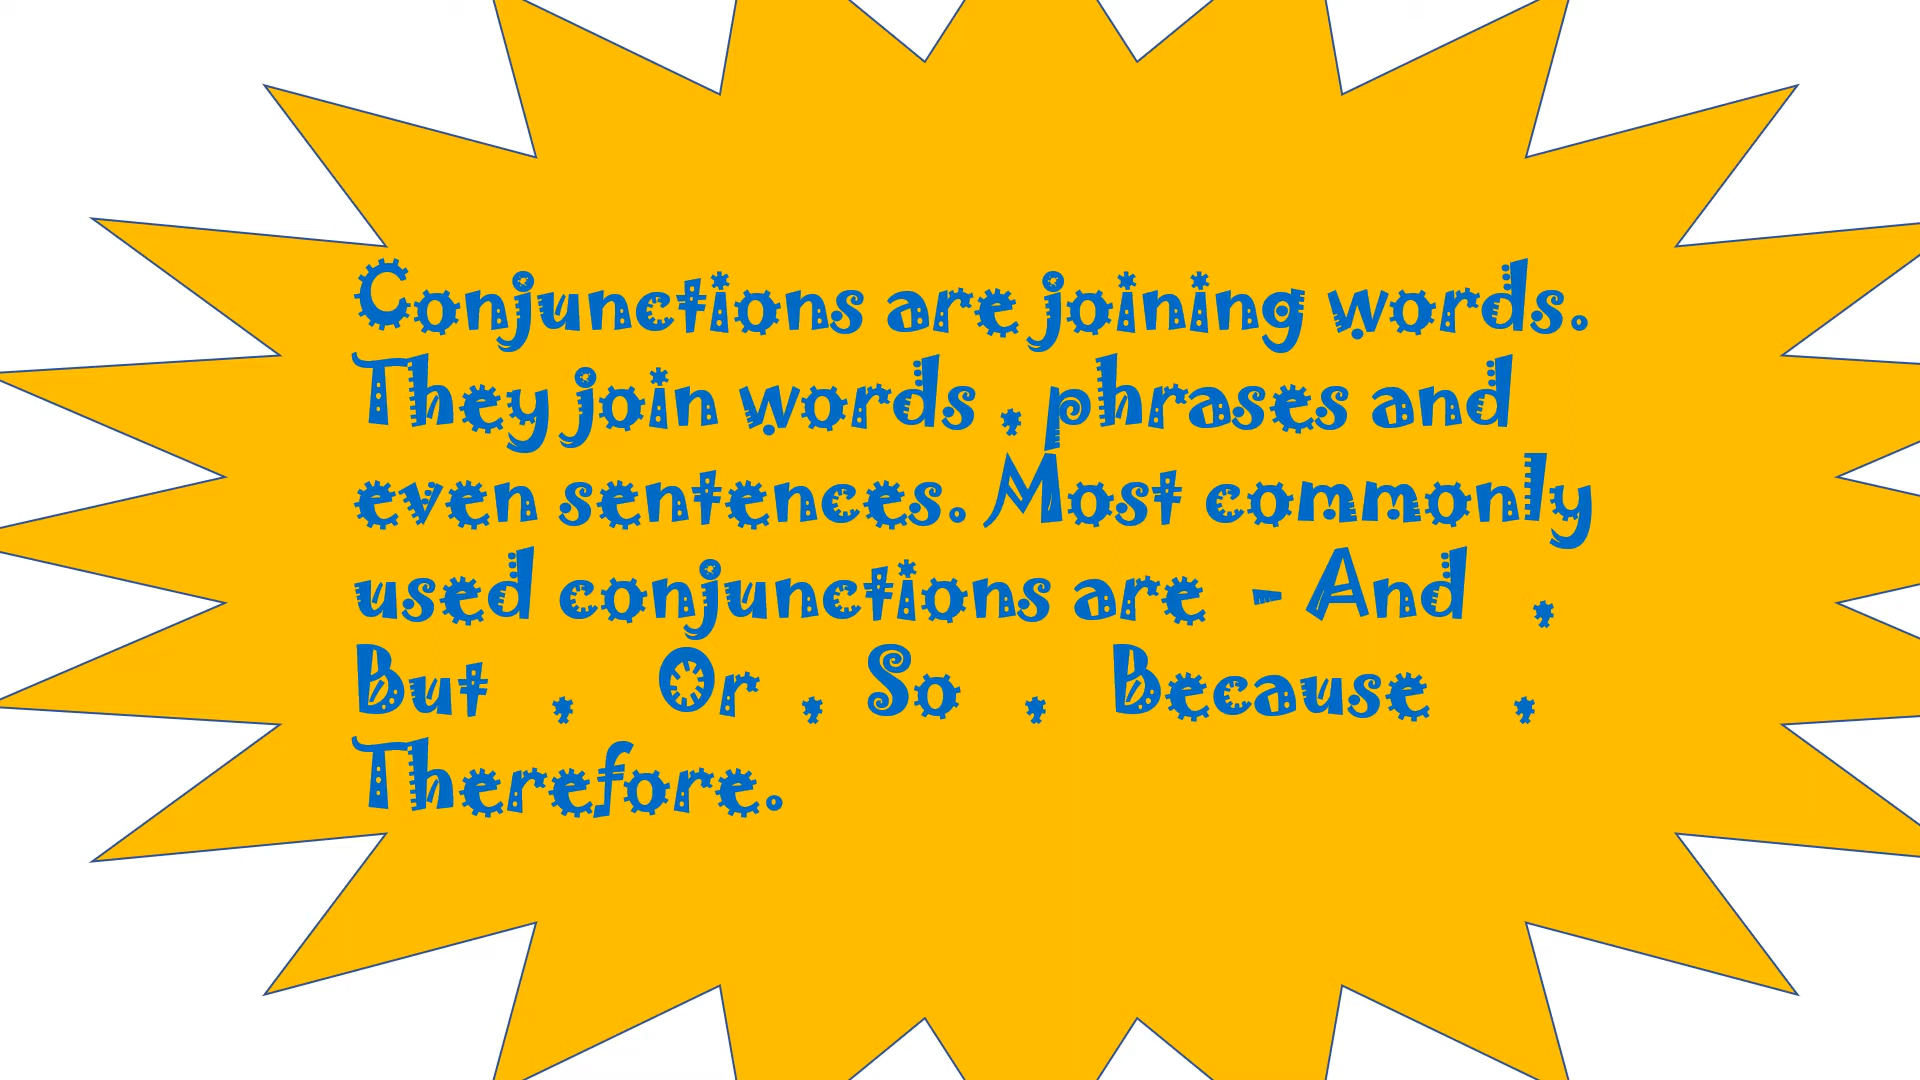 Conjunctions are joining words.
They join words , phrases and
even sentences. Most commonly
used conjunctions are - And ,
But , Or , So , Because ,
Therefore.